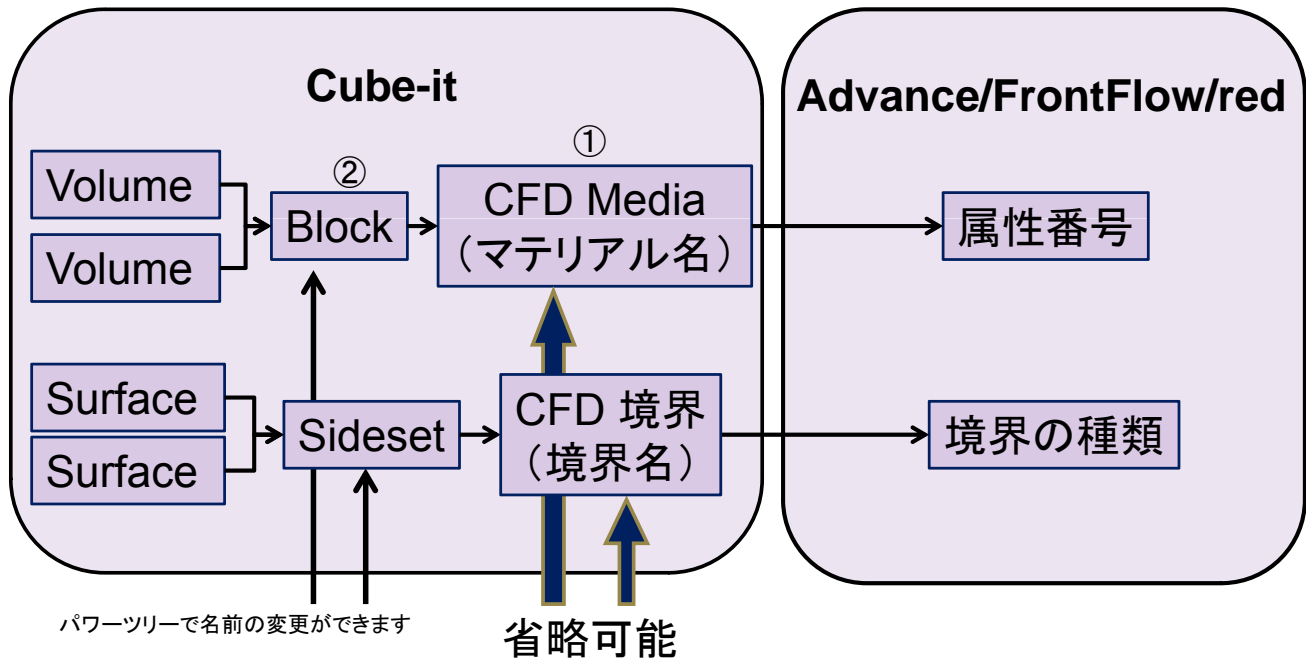 Cube-it
Advance/FrontFlow/red
①
②
Volume
Volume
Block
CFD Media
（マテリアル名）
属性番号
Surface
Surface
Sideset
CFD 境界
（境界名）
境界の種類
パワーツリーで名前の変更ができます
省略可能